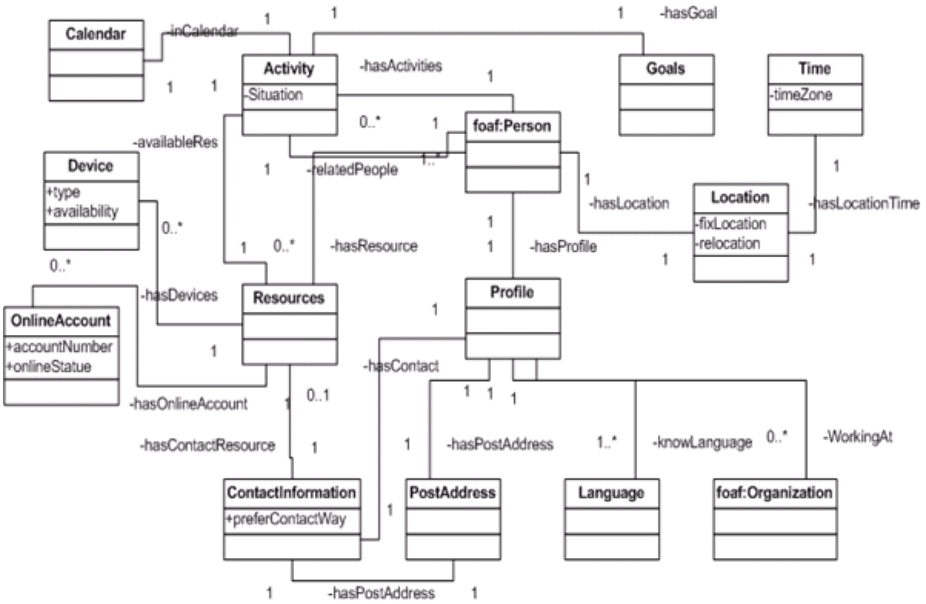 1
1
-hasGoal
Calendar
-inCalendar
Activity
-Situation
-hasActivities
1
Goals
Time
-timeZone
1
1
0..*
1
foaf:Person
-availableRes
Device
+type
+availability
1
-relatedPeople
1..*
1
-hasLocation
Location
-fixLocation
-relocation
1
-hasLocationTime
0..*
1
0..*
-hasResource
1
1
-hasProfile
1
1
0..*
-hasDevices
Resources
Profile
OnlineAccount
+accountNumber
+onlineStatue
1
1
-hasContact
-hasOnlineAccount
1
0..1
1
1
1
-hasContactResource
1
1
-hasPostAddress
1..*
-knowLanguage
0..*
-WorkingAt
ContactInformation
+preferContactWay
1
PostAddress
Language
foaf:Organization
1
-hasPostAddress
1